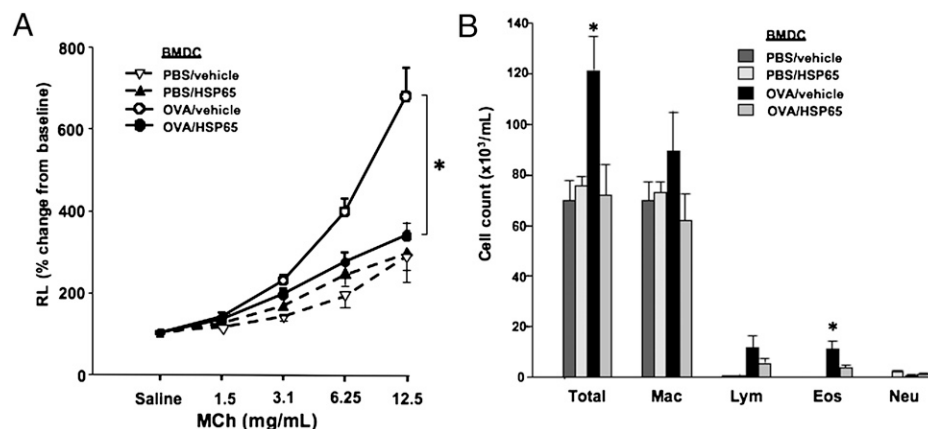 A
BMDC
PBS/vehicle
PBS/HSP65
OVA/vehicle
OVA/HSP65
800
600
400
200
0
RL (% change from baseline)
*
Saline 1.5 3.1 6.25 12.5
MCh (mg/mL)
B
BMDC
PBS/vehicle
PBS/HSP65
OVA/vehicle
OVA/HSP65
140
120
100
80
60
40
20
0
Cell count (x10³/mL)
*
*
Total Mac Lym Eos Neu